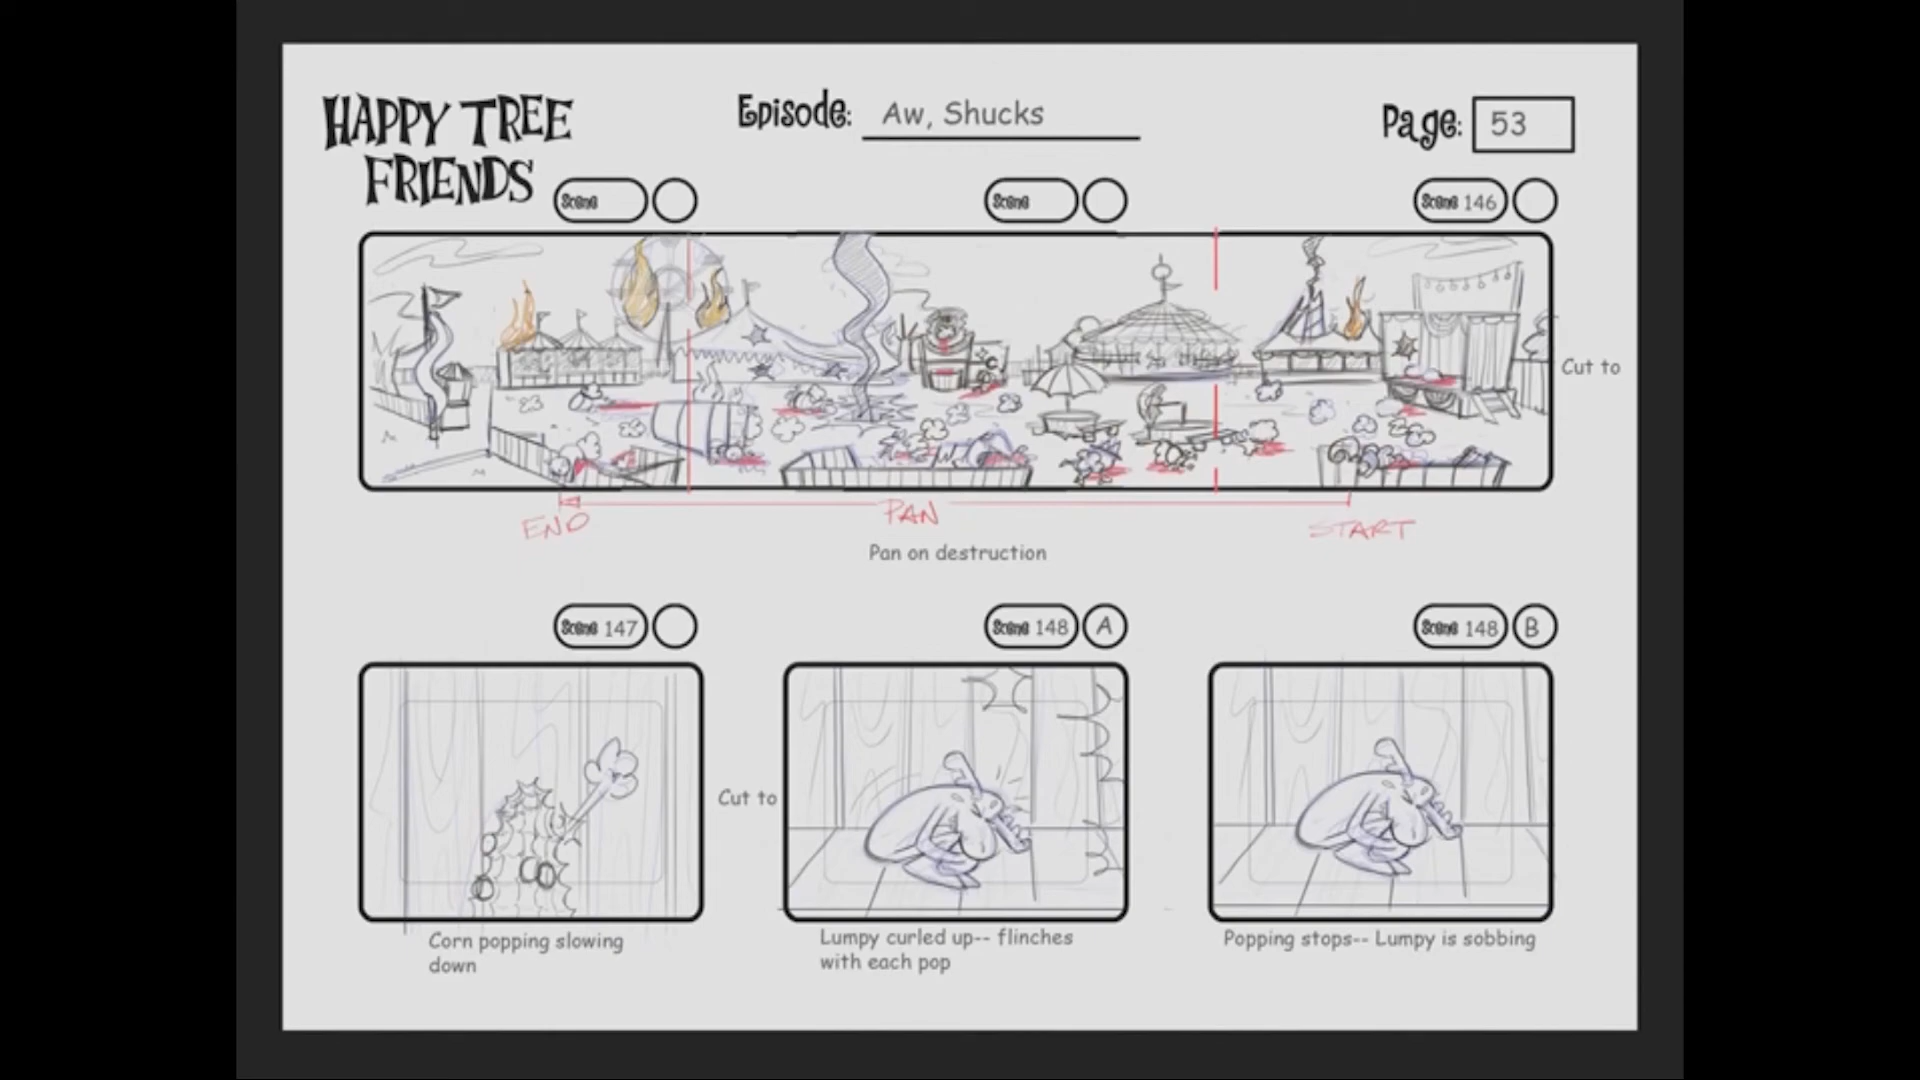 HAPPY TREE
FRIENDS
Episode: Aw, Shucks
Page: 53
Scene
Scene
Scene 146
Cut to
END
PAN
START
Pan on destruction
Scene 147
Scene 148 A
Scene 148 B
Cut to
Corn popping slowing
down
Lumpy curled up-- flinches
with each pop
Popping stops-- Lumpy is sobbing